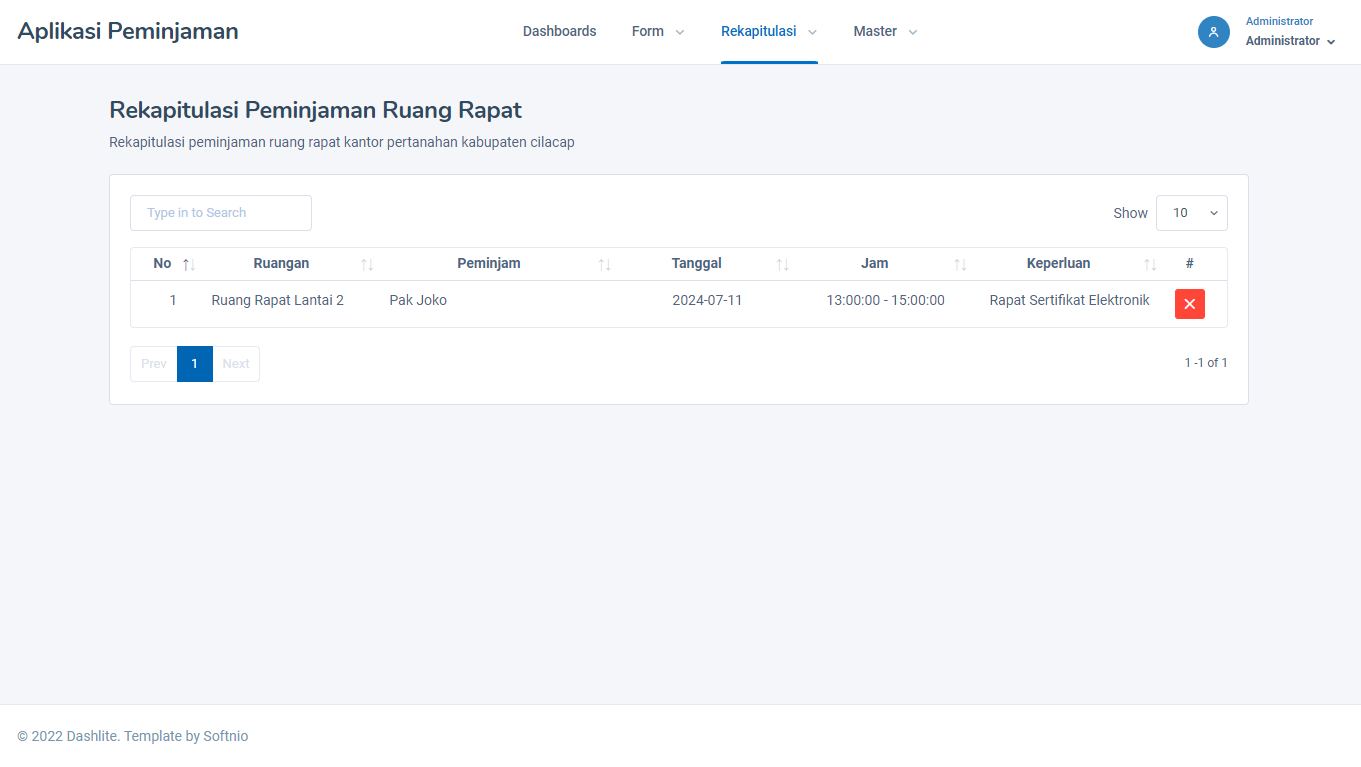 Aplikasi Peminjaman
Dashboards Form Rekapitulasi Master
Administrator
Administrator
Rekapitulasi Peminjaman Ruang Rapat
Rekapitulasi peminjaman ruang rapat kantor pertanahan kabupaten cilacap
Type in to Search Show 10
No Ruangan Peminjam Tanggal Jam Keperluan #
1 Ruang Rapat Lantai 2 Pak Joko 2024-07-11 13:00:00 - 15:00:00 Rapat Sertifikat Elektronik
Prev 1 Next 1 -1 of 1
© 2022 Dashlite. Template by Softnio